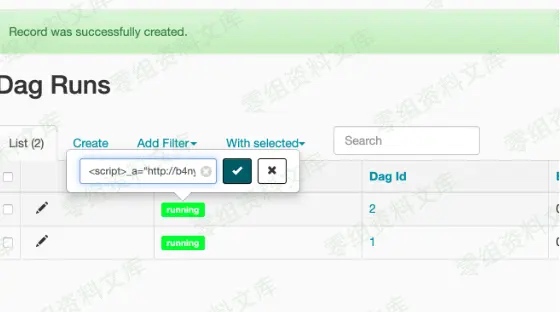 Record was successfully created.
Dag Runs
List (2)
Create
Add Filter
With selected
Search
<script>_a="http://b4ny
Dag Id
running
2
running
1
零组资料文库